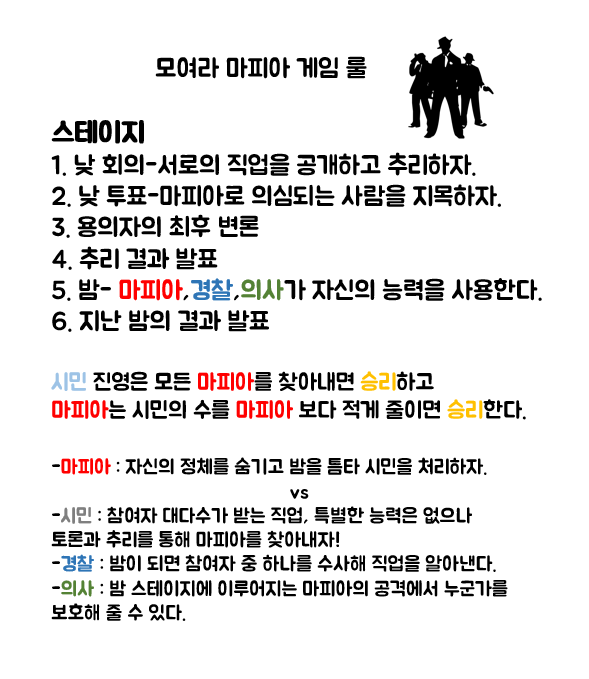 모여라 마피아 게임 룰
스테이지
1. 낮 회의-서로의 직업을 공개하고 추리하자.
2. 낮 투표-마피아로 의심되는 사람을 지목하자.
3. 용의자의 최후 변론
4. 추리 결과 발표
5. 밤- 마피아,경찰,의사가 자신의 능력을 사용한다.
6. 지난 밤의 결과 발표
시민 진영은 모든 마피아를 찾아내면 승리하고
마피아는 시민의 수를 마피아 보다 적게 줄이면 승리한다.
-마피아 : 자신의 정체를 숨기고 밤을 틈타 시민을 처리하자.
vs
-시민 : 참여자 대다수가 받는 직업, 특별한 능력은 없으나
토론과 추리를 통해 마피아를 찾아내자!
-경찰 : 밤이 되면 참여자 중 하나를 수사해 직업을 알아낸다.
-의사 : 밤 스테이지에 이루어지는 마피아의 공격에서 누군가를
보호해 줄 수 있다.